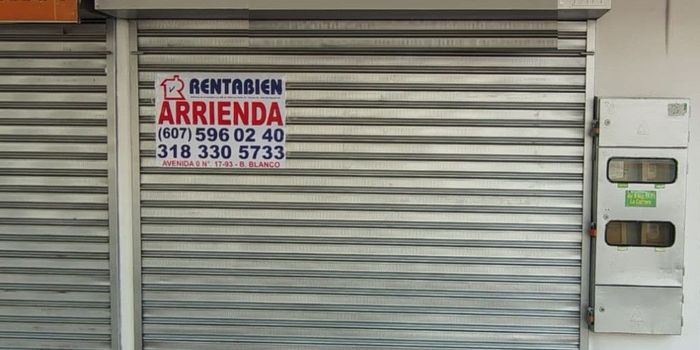 RENTABIEN
ARRIENDA
(607) 596 02 40
318 330 5733
AVENIDA 0 N°. 17-93 - B. BLANCO